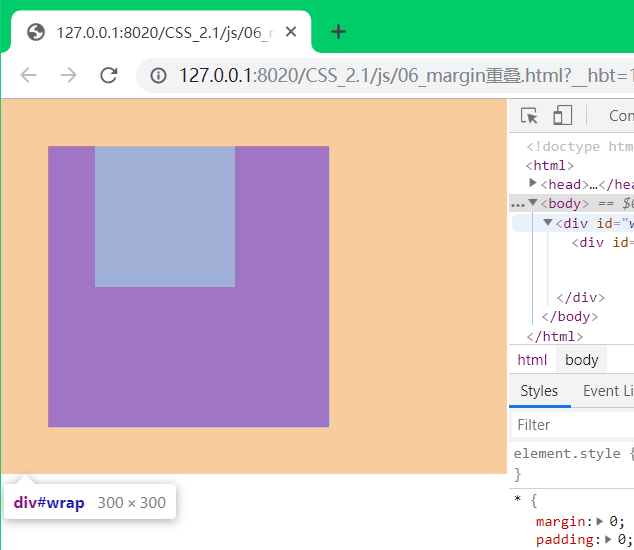 127.0.0.1:8020/CSS_2.1/js/06_m
127.0.0.1:8020/CSS_2.1/js/06_margin重叠.html?__hbt=1
Con
<!doctype htm
<html>
<head>…</hea
<body> == $
<div id="w
<div id=
</div>
</body>
</html>
html body
Styles Event Li
Filter
div#wrap 300 × 300
element.style {
}
* {
margin: 0;
padding: 0;